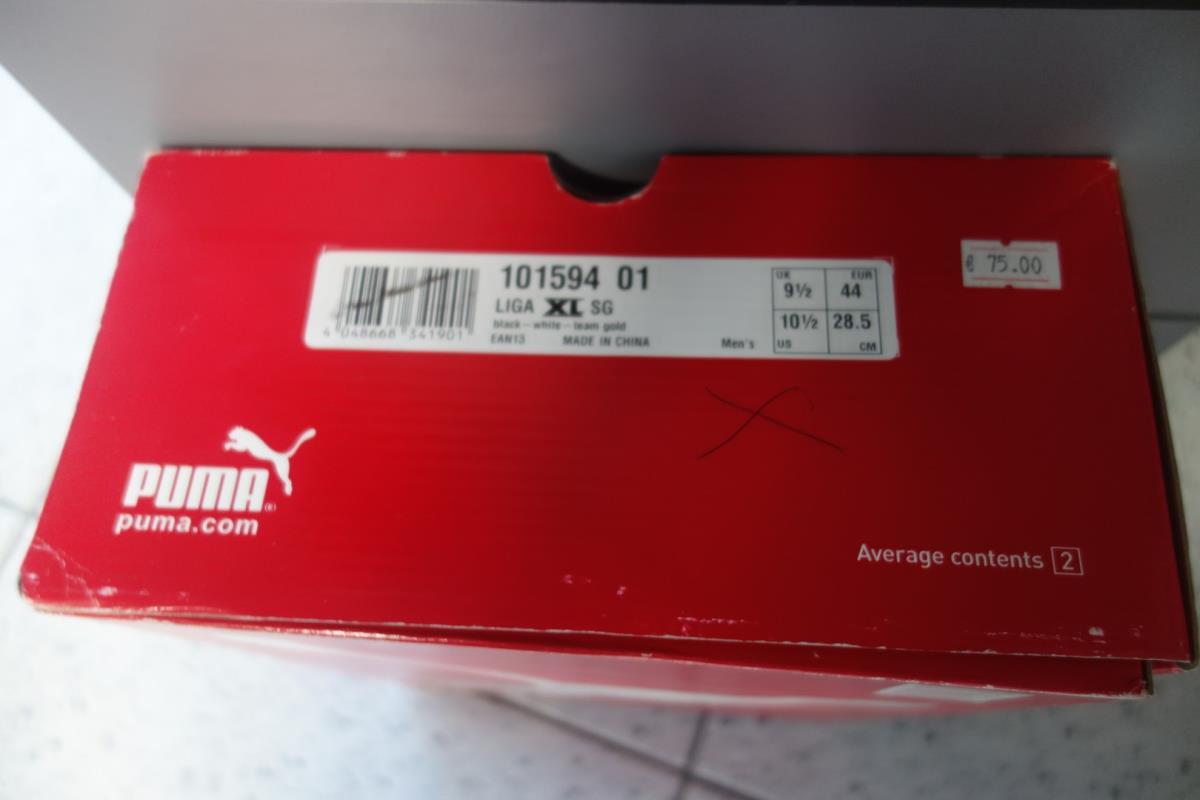 101594 01
LIGA XL SG
black-white-team gold
EAN13 MADE IN CHINA Men's
4 048668 341901
UK EUR
9½ 44
10½ 28.5
US CM
€ 75.00
PUMA
puma.com
Average contents 2